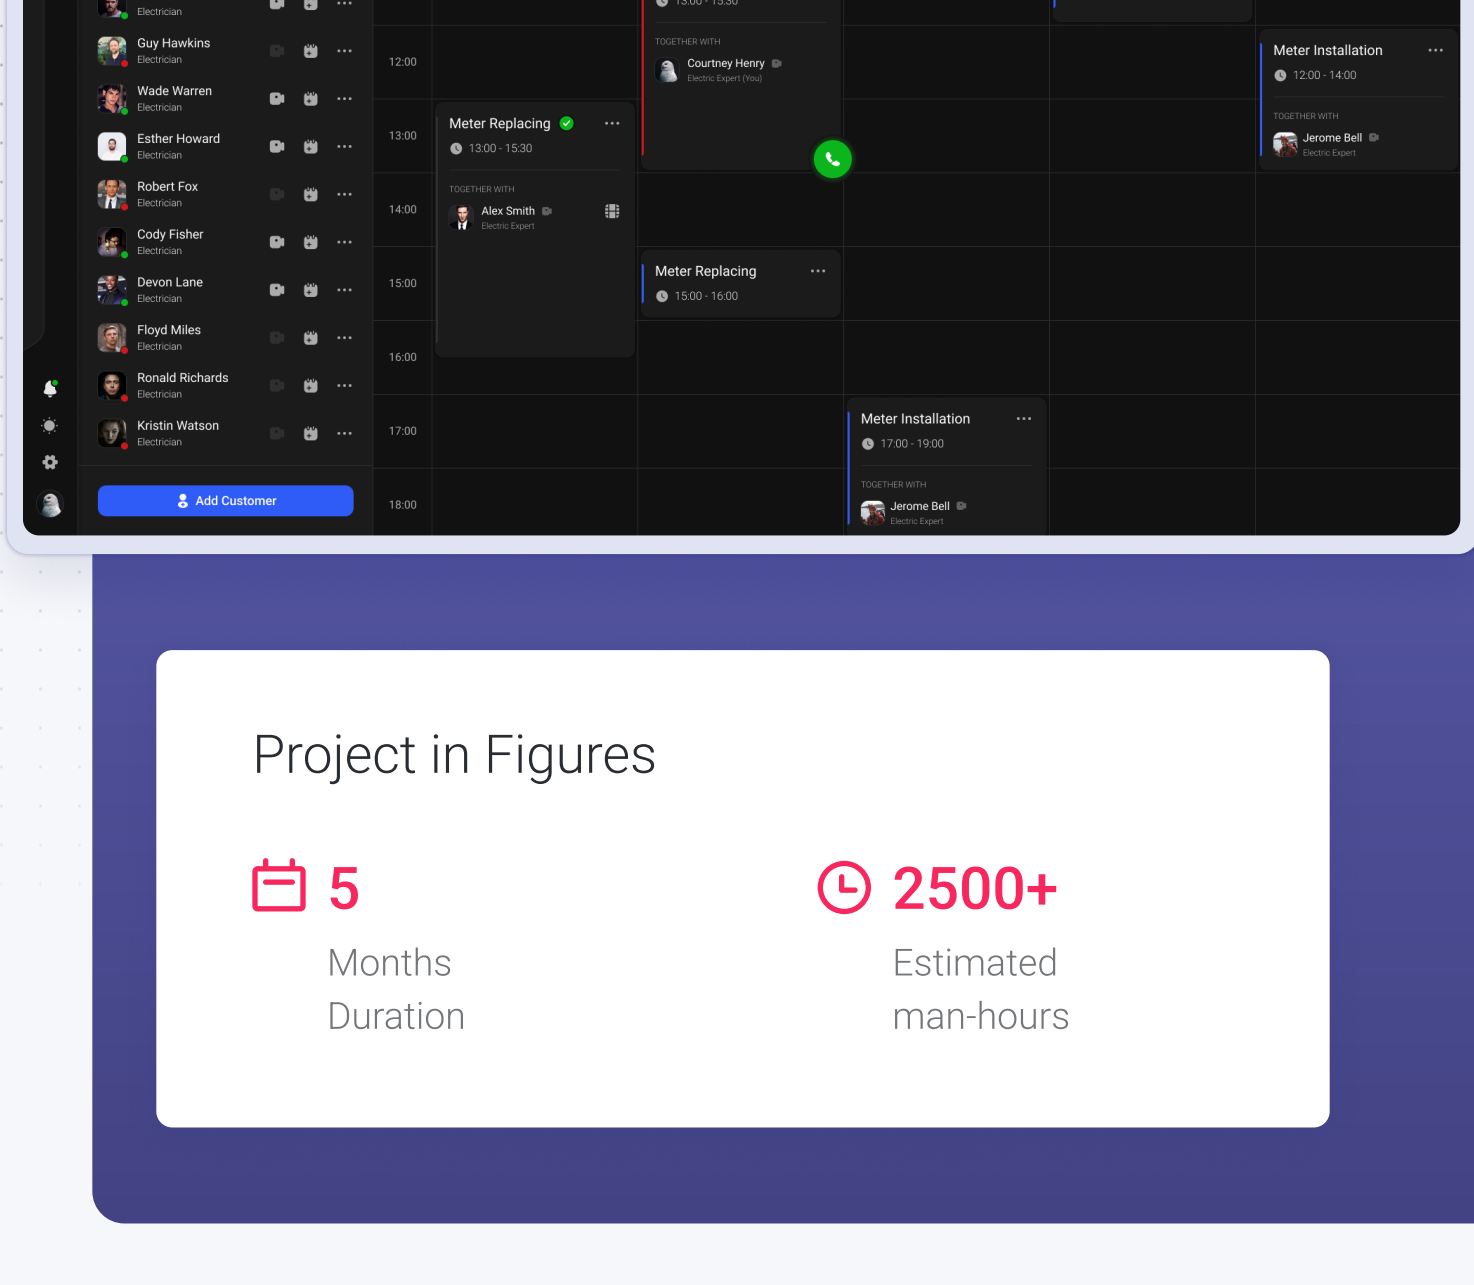 Electrician
Guy Hawkins
Electrician
Wade Warren
Electrician
Esther Howard
Electrician
Robert Fox
Electrician
Cody Fisher
Electrician
Devon Lane
Electrician
Floyd Miles
Electrician
Ronald Richards
Electrician
Kristin Watson
Electrician
Add Customer
12:00
13:00
14:00
15:00
16:00
17:00
18:00
Meter Replacing
13:00 - 15:30
TOGETHER WITH
Alex Smith
Electric Expert
13:00 - 15:30
TOGETHER WITH
Courtney Henry
Electric Expert (You)
Meter Replacing
15:00 - 16:00
Meter Installation
17:00 - 19:00
TOGETHER WITH
Jerome Bell
Electric Expert
Meter Installation
12:00 - 14:00
TOGETHER WITH
Jerome Bell
Electric Expert
Project in Figures
5
Months
Duration
2500+
Estimated
man-hours